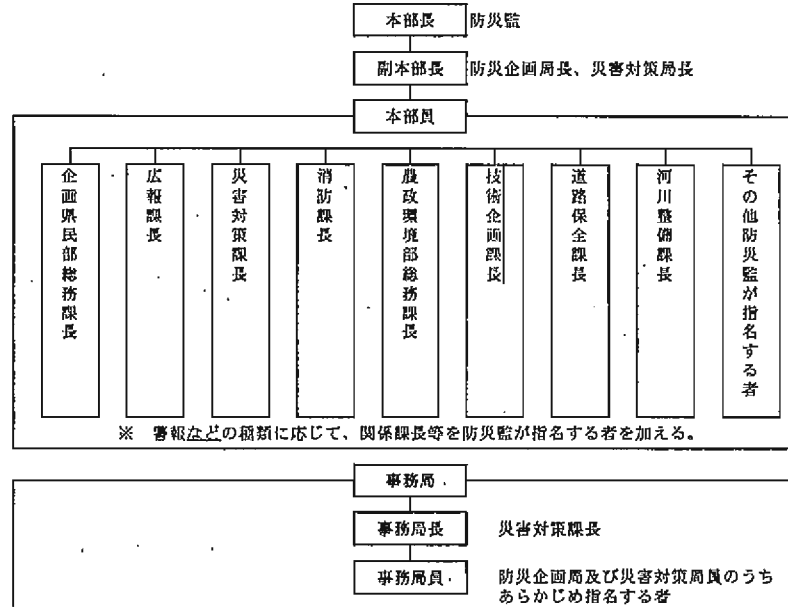 本部長 防災監
副本部長 防災企画局長、災害対策局長
本部員
企画県民部総務課長
広報課長
災害対策課長
消防課長
農政環境部総務課長
技術企画課長
道路保全課長
河川整備課長
その他防災監が指名する者
※ 警報などの種類に応じて、関係課長等を防災監が指名する者を加える。
事務局
事務局長 災害対策課長
事務局員 防災企画局及び災害対策局員のうち
あらかじめ指名する者